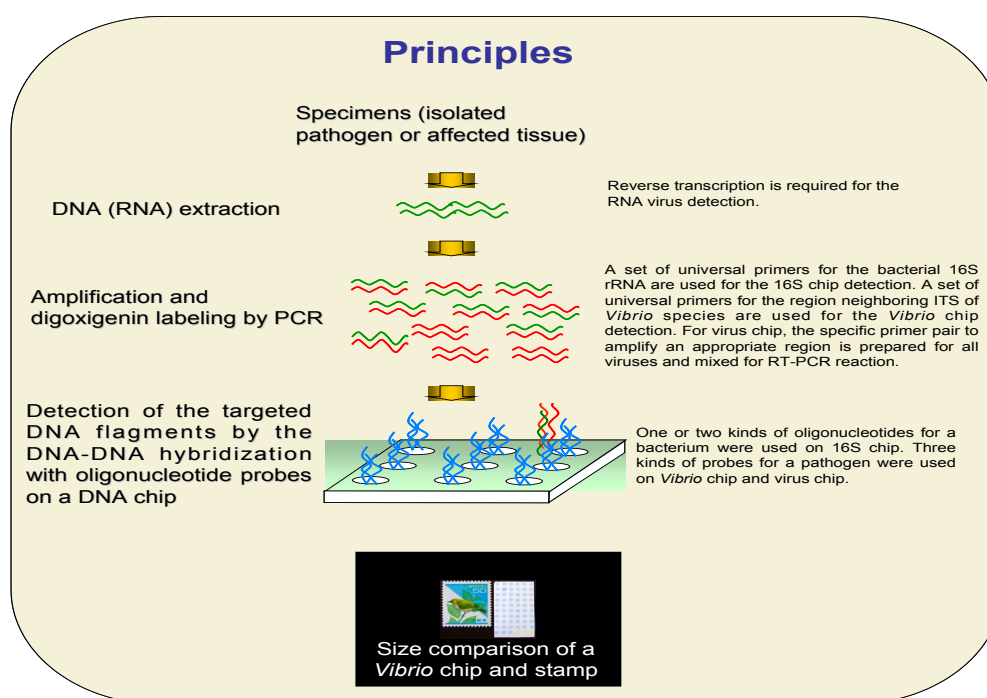 Principles
Specimens (isolated
pathogen or affected tissue)
DNA (RNA) extraction
Reverse transcription is required for the
RNA virus detection.
Amplification and
digoxigenin labeling by PCR
A set of universal primers for the bacterial 16S
rRNA are used for the 16S chip detection. A set of
universal primers for the region neighboring ITS of
Vibrio species are used for the Vibrio chip
detection. For virus chip, the specific primer pair to
amplify an appropriate region is prepared for all
viruses and mixed for RT-PCR reaction.
Detection of the targeted
DNA flagments by the
DNA-DNA hybridization
with oligonucleotide probes
on a DNA chip
One or two kinds of oligonucleotides for a
bacterium were used on 16S chip. Three
kinds of probes for a pathogen were used
on Vibrio chip and virus chip.
50
Size comparison of a
Vibrio chip and stamp